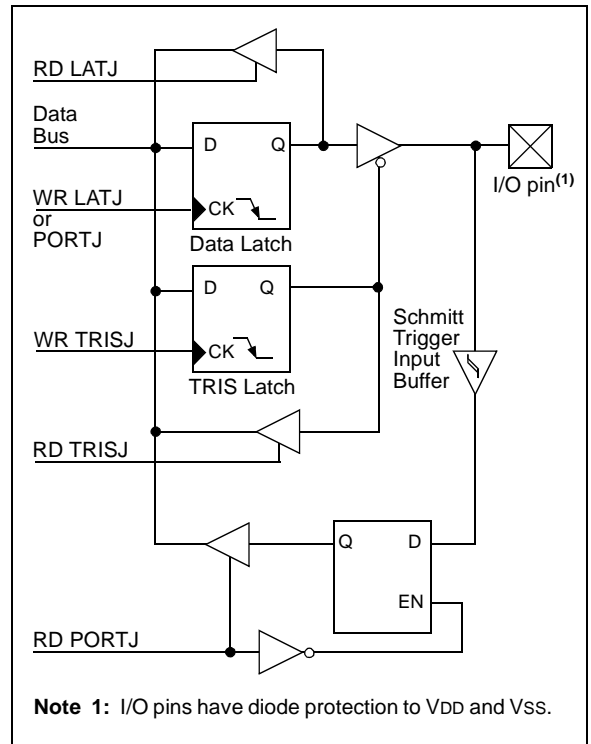 RD LATJ
Data
Bus
D Q
I/O pin(1)
WR LATJ
or
PORTJ
CK
Data Latch
D Q
WR TRISJ
CK
TRIS Latch
Schmitt
Trigger
Input
Buffer
RD TRISJ
Q D
EN
RD PORTJ
Note 1: I/O pins have diode protection to VDD and VSS.